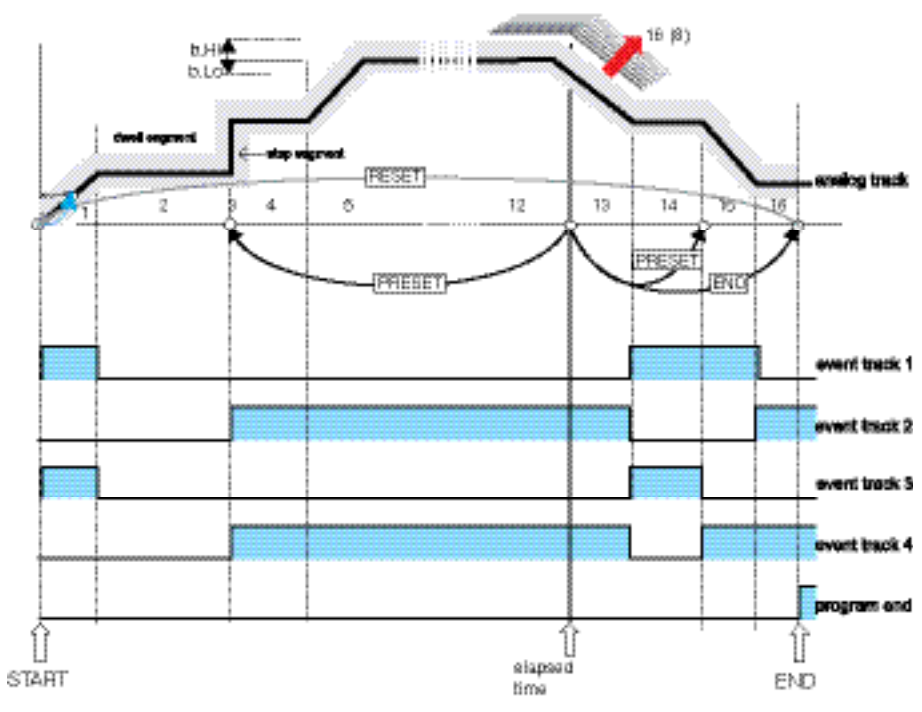 16 (8)
b.Hi
b.Lo
dwell segment
step segment
RESET
analog track
1 2 3 4 5 12 13 14 15 16
PRESET
PRESET
END
event track 1
event track 2
event track 3
event track 4
program end
START
elapsed
time
END